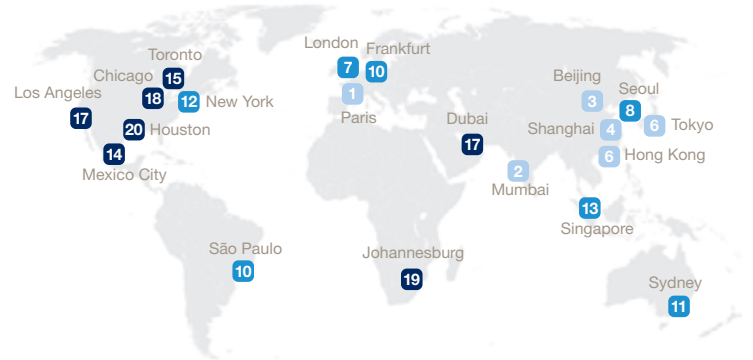 London
Frankfurt
7
10
1
Paris
Toronto
15
Chicago
18
Los Angeles
17
12
New York
20
Houston
14
Mexico City
Beijing
3
Seoul
8
Dubai
17
Shanghai
4
6
Tokyo
6
Hong Kong
2
Mumbai
13
Singapore
São Paulo
10
Johannesburg
19
Sydney
11